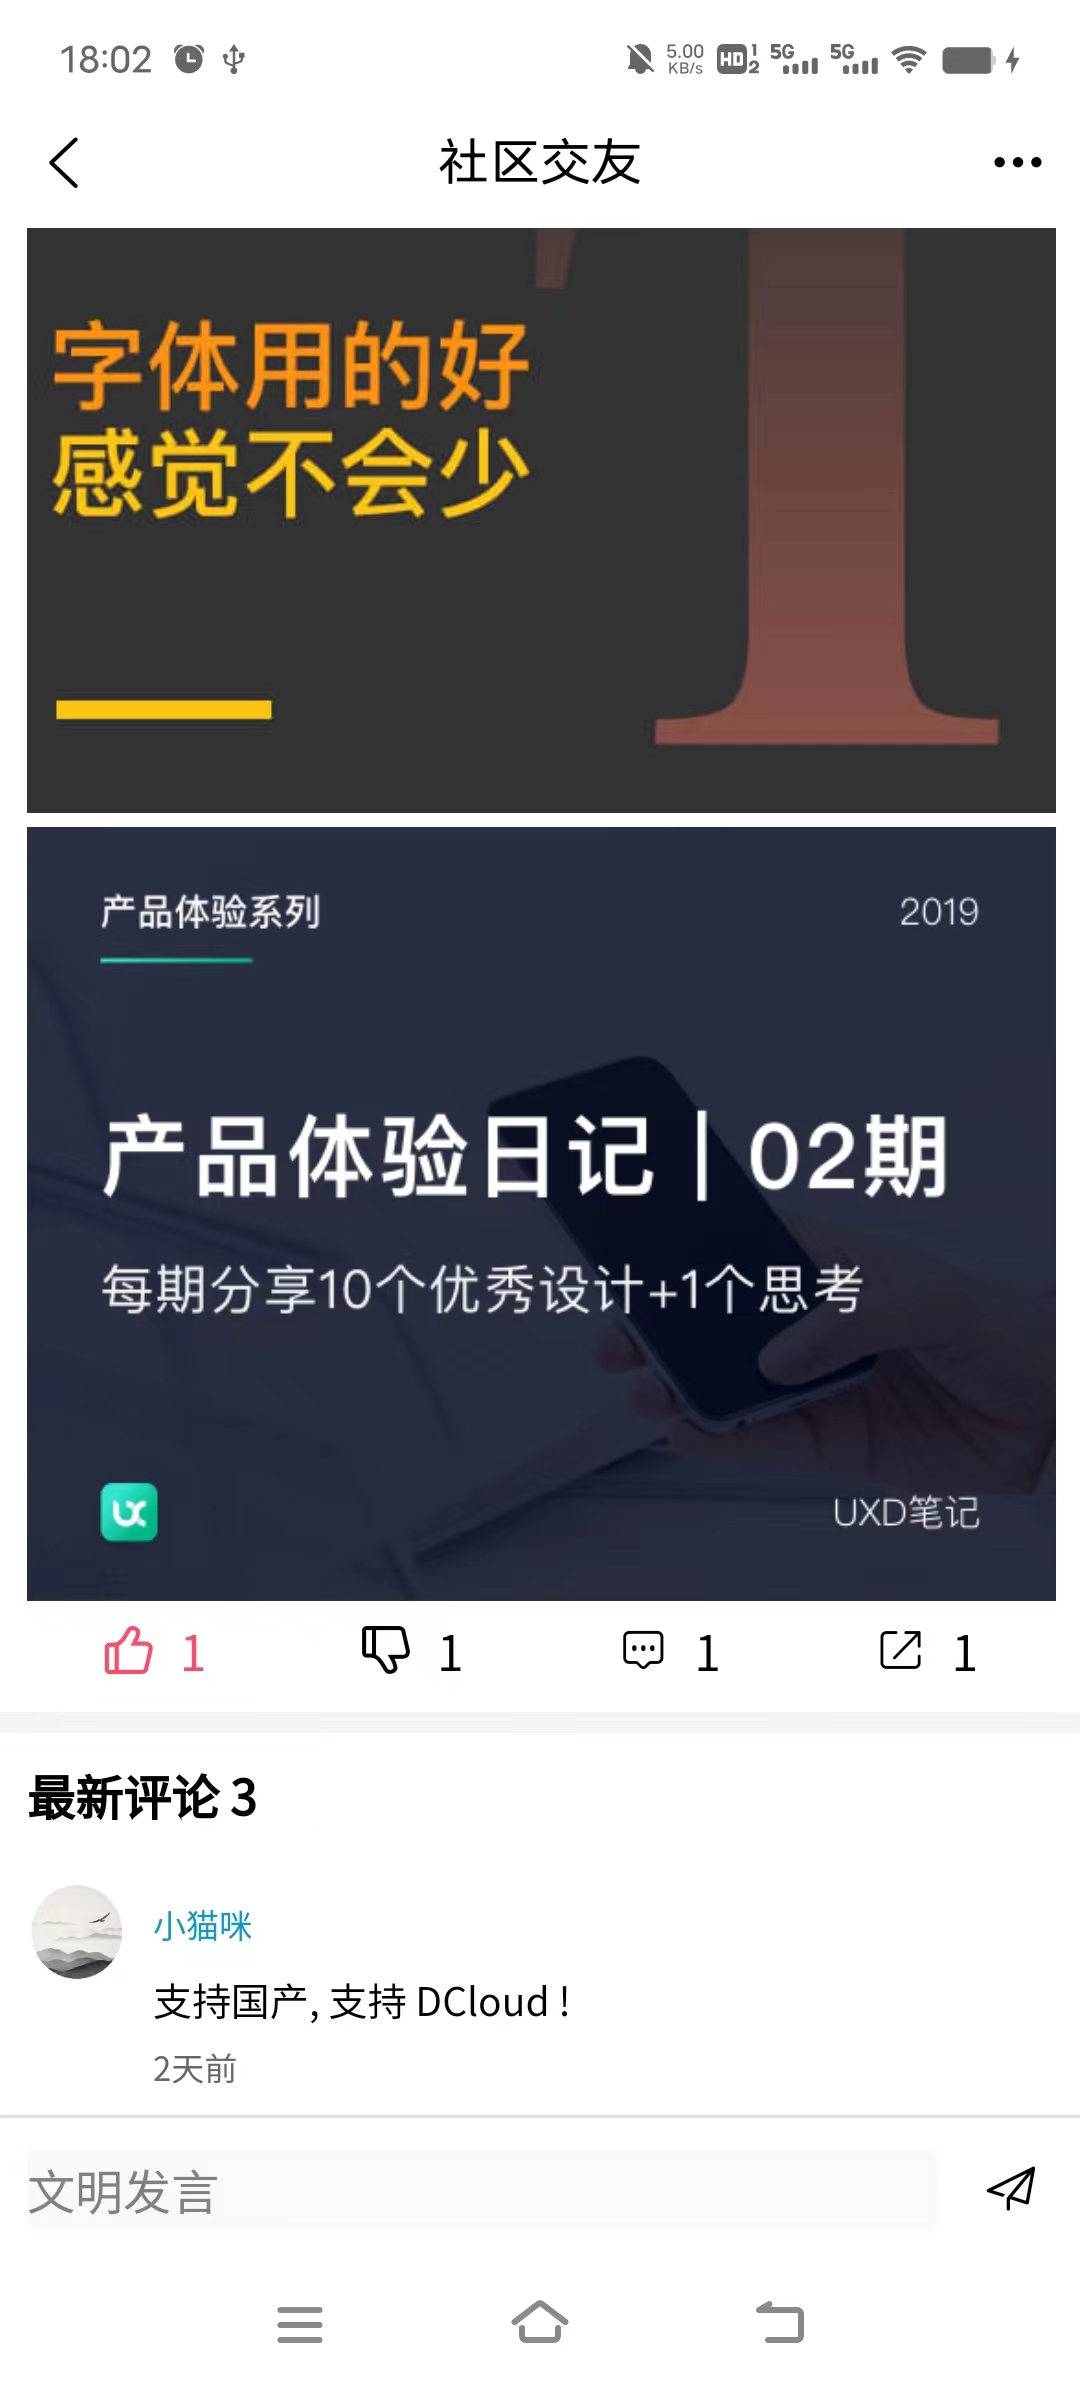 18:02
5.00 KB/s HD 1 2 5G 5G
社区交友
字体用的好
感觉不会少
产品体验系列
2019
产品体验日记 | 02期
每期分享10个优秀设计+1个思考
UX
UXD笔记
1 1 1 1
最新评论 3
小猫咪
支持国产, 支持 DCloud !
2天前
文明发言